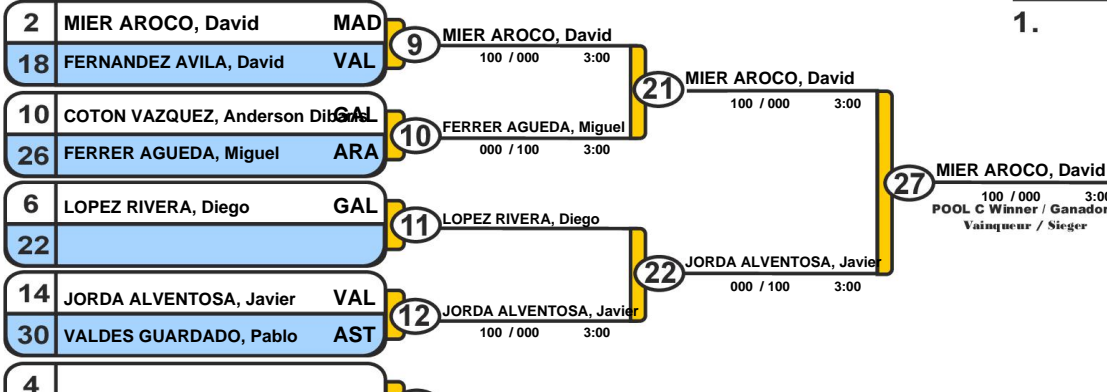 1.
2 MIER AROCO, David MAD
18 FERNANDEZ AVILA, David VAL
9 MIER AROCO, David
100 / 000 3:00
10 COTON VAZQUEZ, Anderson GAL
26 FERRER AGUEDA, Miguel ARA
10 FERRER AGUEDA, Miguel
000 / 100 3:00
21 MIER AROCO, David
100 / 000 3:00
6 LOPEZ RIVERA, Diego GAL
22
11 LOPEZ RIVERA, Diego
14 JORDA ALVENTOSA, Javier VAL
30 VALDES GUARDADO, Pablo AST
12 JORDA ALVENTOSA, Javier
100 / 000 3:00
22 JORDA ALVENTOSA, Javier
000 / 100 3:00
27 MIER AROCO, David
100 / 000 3:00
POOL C Winner / Ganador
Vainqueur / Sieger
4